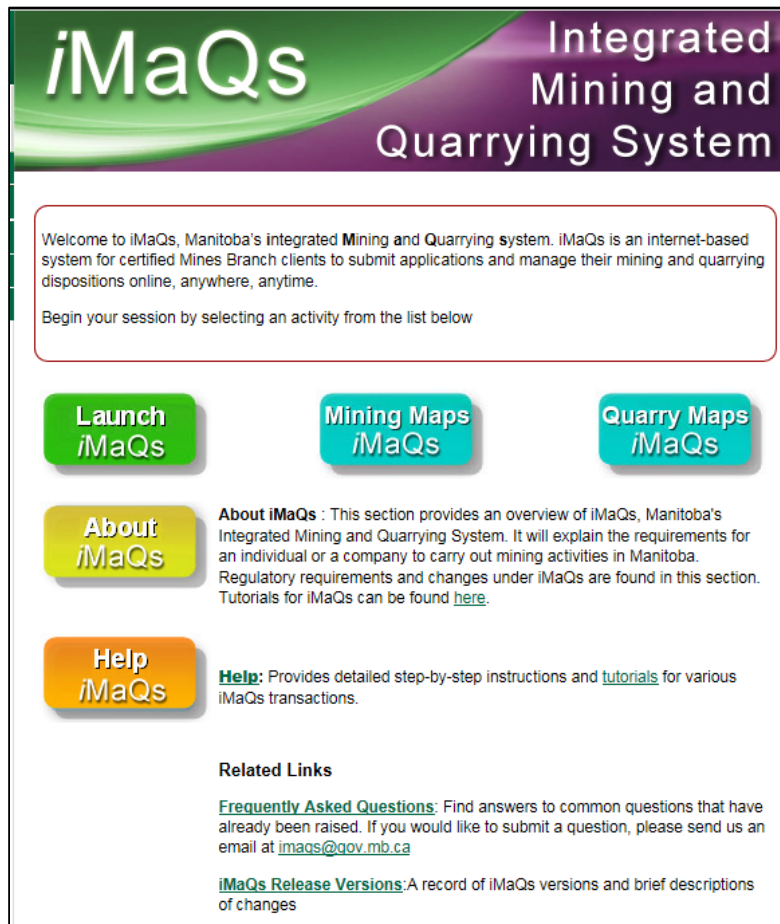 iMaQs
Integrated
Mining and
Quarrying System
Welcome to iMaQs, Manitoba's integrated Mining and Quarrying system. iMaQs is an internet-based
system for certified Mines Branch clients to submit applications and manage their mining and quarrying
dispositions online, anywhere, anytime.
Begin your session by selecting an activity from the list below
Launch
iMaQs
Mining Maps
iMaQs
Quarry Maps
iMaQs
About
iMaQs
About iMaQs : This section provides an overview of iMaQs, Manitoba's
Integrated Mining and Quarrying System. It will explain the requirements for
an individual or a company to carry out mining activities in Manitoba.
Regulatory requirements and changes under iMaQs are found in this section.
Tutorials for iMaQs can be found here.
Help
iMaQs
Help: Provides detailed step-by-step instructions and tutorials for various
iMaQs transactions.
Related Links
Frequently Asked Questions: Find answers to common questions that have
already been raised. If you would like to submit a question, please send us an
email at imaqs@gov.mb.ca
iMaQs Release Versions:A record of iMaQs versions and brief descriptions
of changes